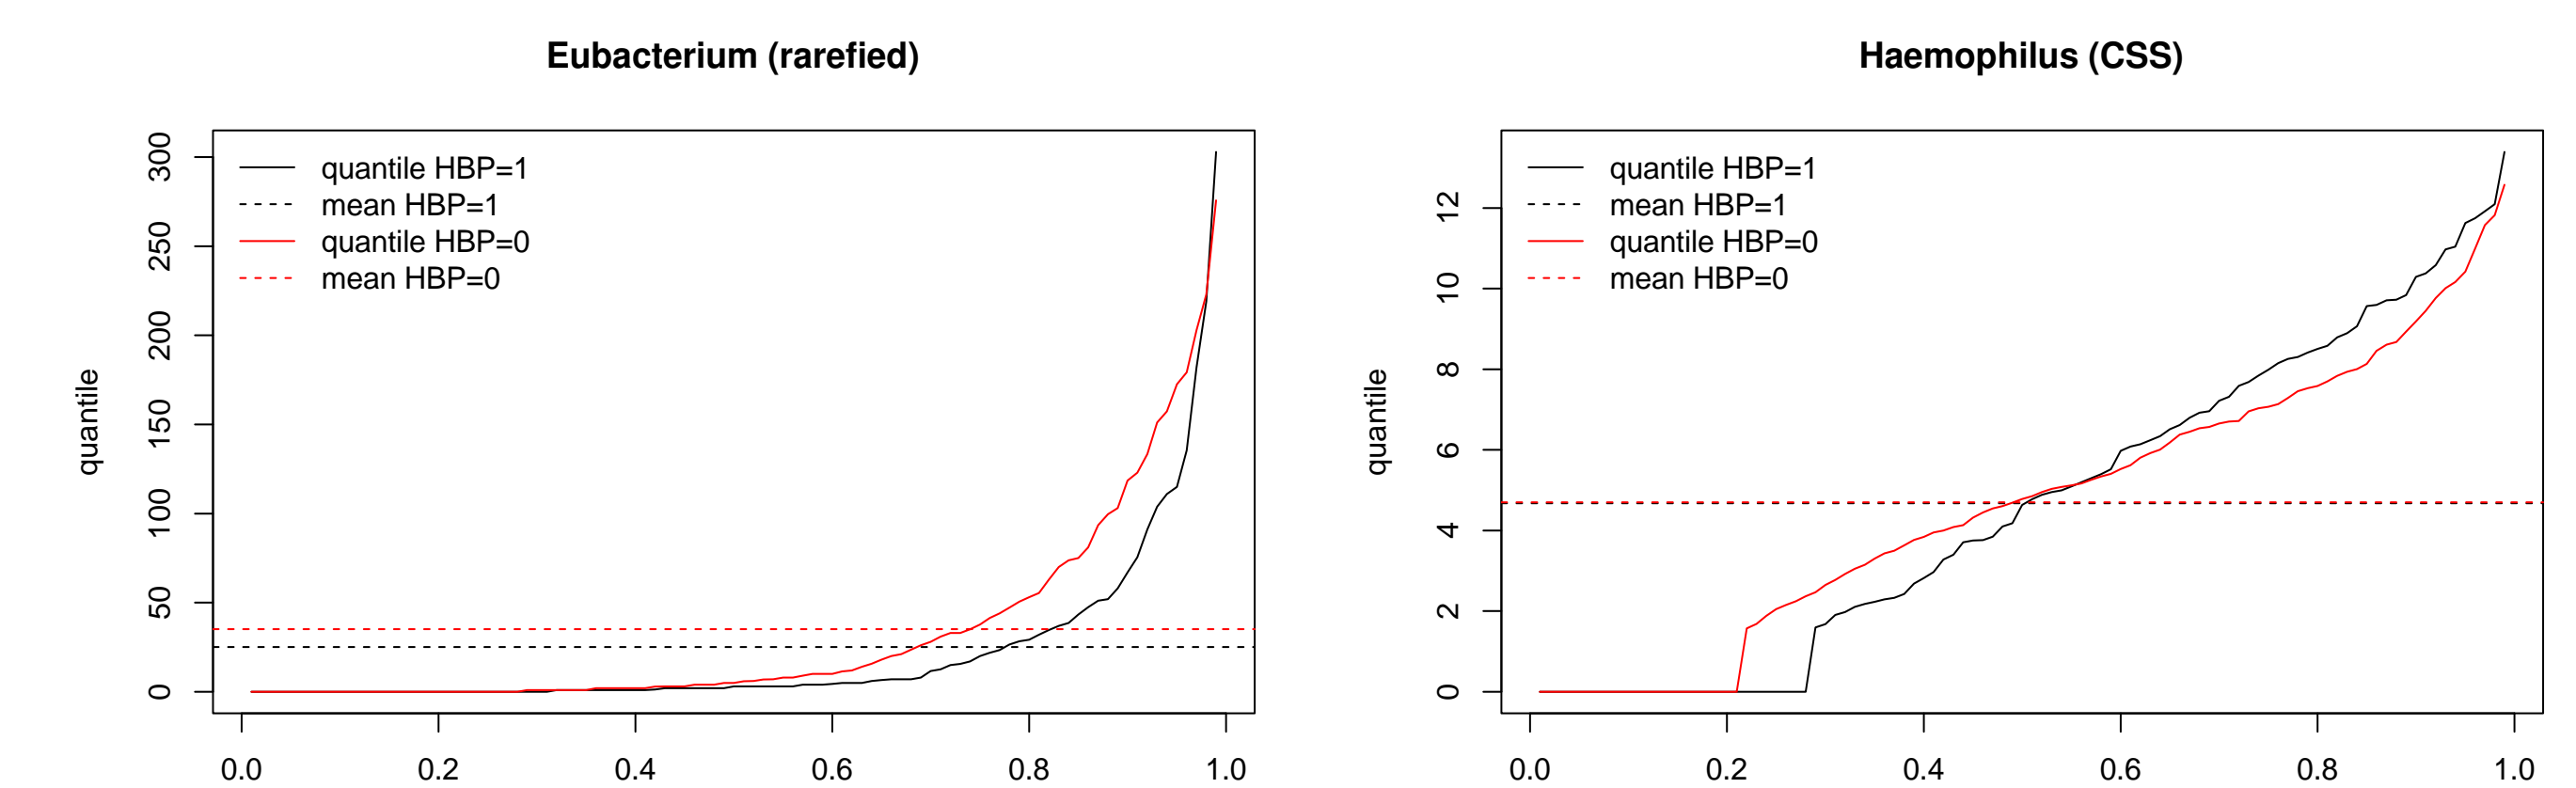 Eubacterium (rarefied)
quantile HBP=1
mean HBP=1
quantile HBP=0
mean HBP=0
quantile
0 50 100 150 200 250 300
0.0 0.2 0.4 0.6 0.8 1.0
Haemophilus (CSS)
quantile HBP=1
mean HBP=1
quantile HBP=0
mean HBP=0
quantile
0 2 4 6 8 10 12
0.0 0.2 0.4 0.6 0.8 1.0